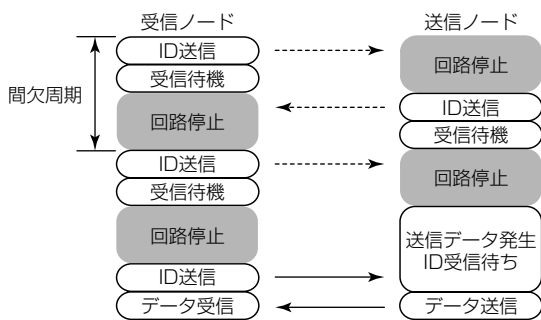 受信ノード
送信ノード
間欠周期
ID送信
受信待機
回路停止
ID送信
受信待機
回路停止
ID送信
データ受信
回路停止
ID送信
受信待機
回路停止
送信データ発生
ID受信待ち
データ送信